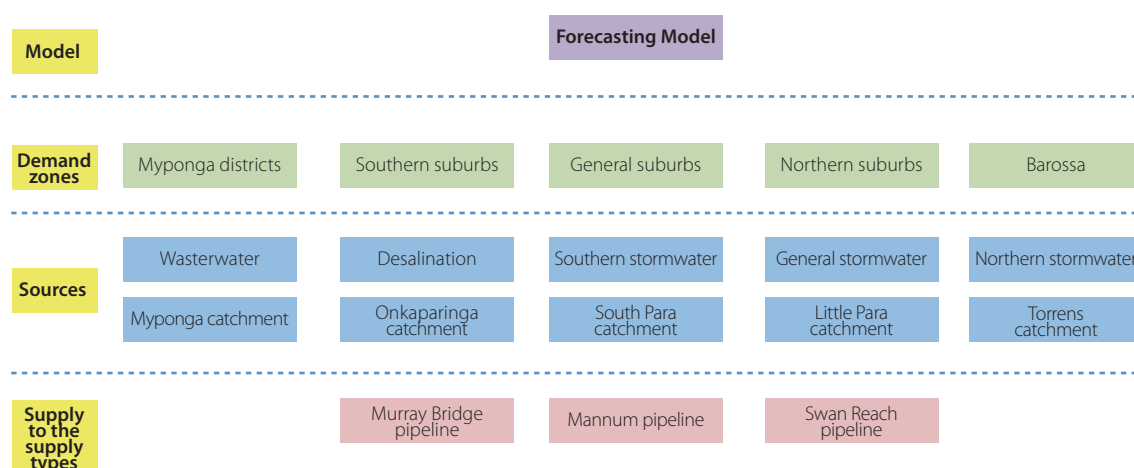 Model
Forecasting Model
Demand
zones
Myponga districts
Southern suburbs
General suburbs
Northern suburbs
Barossa
Sources
Wasterwater
Desalination
Southern stormwater
General stormwater
Northern stormwater
Myponga catchment
Onkaparinga
catchment
South Para
catchment
Little Para
catchment
Torrens
catchment
Supply
to the
supply
types
Murray Bridge
pipeline
Mannum pipeline
Swan Reach
pipeline